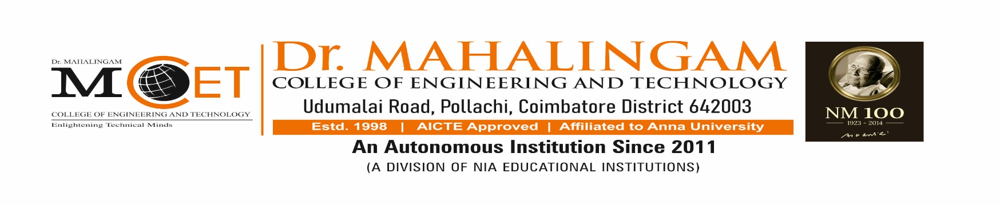 Dr. MAHALINGAM
MCET
COLLEGE OF ENGINEERING AND TECHNOLOGY
Enlightening Technical Minds
Dr. MAHALINGAM
COLLEGE OF ENGINEERING AND TECHNOLOGY
Udumalai Road, Pollachi, Coimbatore District 642003
Estd. 1998 | AICTE Approved | Affiliated to Anna University
An Autonomous Institution Since 2011
(A DIVISION OF NIA EDUCATIONAL INSTITUTIONS)
NM 100
1923 - 2014